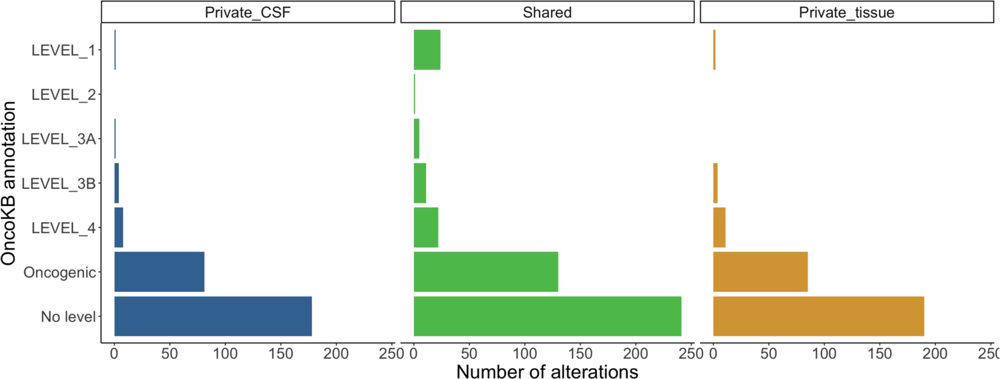 Private_CSF
Shared
Private_tissue
OncoKB annotation
LEVEL_1
LEVEL_2
LEVEL_3A
LEVEL_3B
LEVEL_4
Oncogenic
No level
0 50 100 150 200 250
0 50 100 150 200 250
0 50 100 150 200 250
Number of alterations